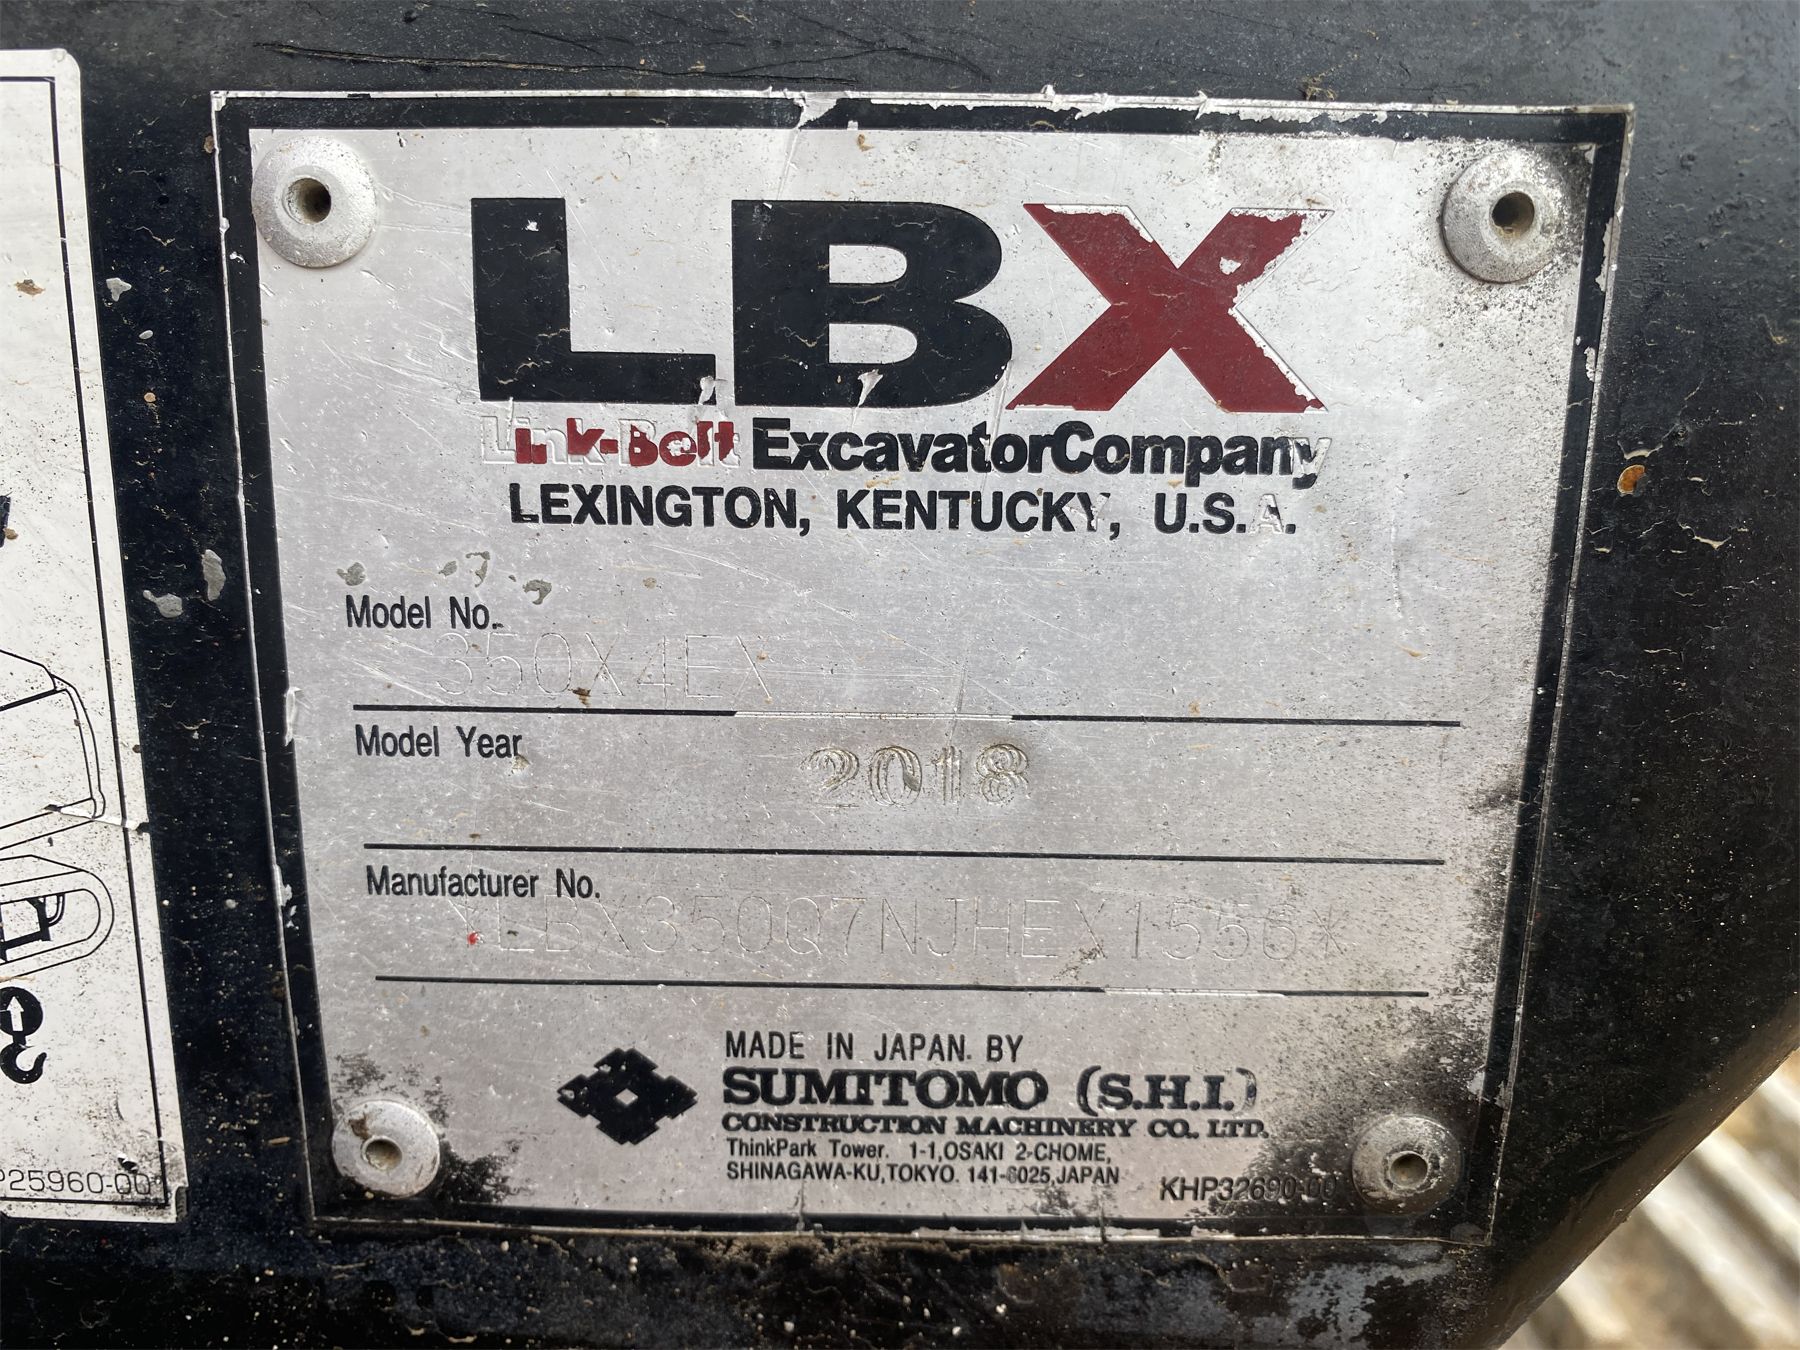 LBX
Link-Belt ExcavatorCompany
LEXINGTON, KENTUCKY, U.S.A.
Model No.
350X4EX
Model Year
2018
Manufacturer No.
*LBX350Q7NJHEX1556*
MADE IN JAPAN. BY
SUMITOMO (S.H.I.)
CONSTRUCTION MACHINERY CO., LTD.
ThinkPark Tower. 1-1,OSAKI 2-CHOME,
SHINAGAWA-KU,TOKYO. 141-6025,JAPAN
KHP32690-00
P25960-00